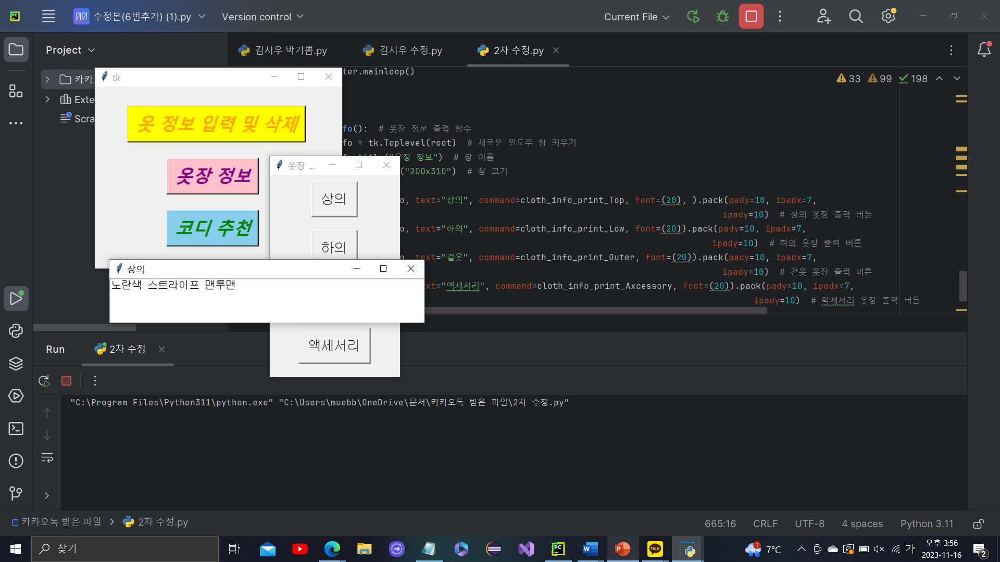 수정본(6번추가) (1).py
Version control
Current File
Project
김시우 박기쁨.py
김시우 수정.py
2차 수정.py
카카
Exte
Scra
tk
옷 정보 입력 및 삭제
옷장 정보
코디 추천
옷장 ...
상의
하의
액세서리
상의
노란색 스트라이프 맨투맨
ter.mainloop()
33 99 198
fo(): # 옷장 정보 출력 함수
fo = tk.Toplevel(root) # 새로운 윈도우 창 띄우기
옷장 정보") # 창 이름
("200x310") # 창 크기
o, text="상의", command=cloth_info_print_Top, font=(20), ).pack(pady=10, ipadx=7,
ipady=10) # 상의 옷장 출력 버튼
o, text="하의", command=cloth_info_print_Low, font=(20)).pack(pady=10, ipadx=7,
ipady=10) # 하의 옷장 출력 버튼
o, text="겉옷", command=cloth_info_print_Outer, font=(20)).pack(pady=10, ipadx=7,
ipady=10) # 겉옷 옷장 출력 버튼
xt="액세서리", command=cloth_info_print_Axcessory, font=(20)).pack(pady=10, ipadx=7,
ipady=10) # 악세서리 옷장 출력 버튼
Run
2차 수정
"C:\Program Files\Python311\python.exe" "C:\Users\muebb\OneDrive\문서\카카오톡 받은 파일\2차 수정.py"
카카오톡 받은 파일 > 2차 수정.py
665:16 CRLF UTF-8 4 spaces Python 3.11
찾기
7°C
가
오후 3:56
2023-11-16
2